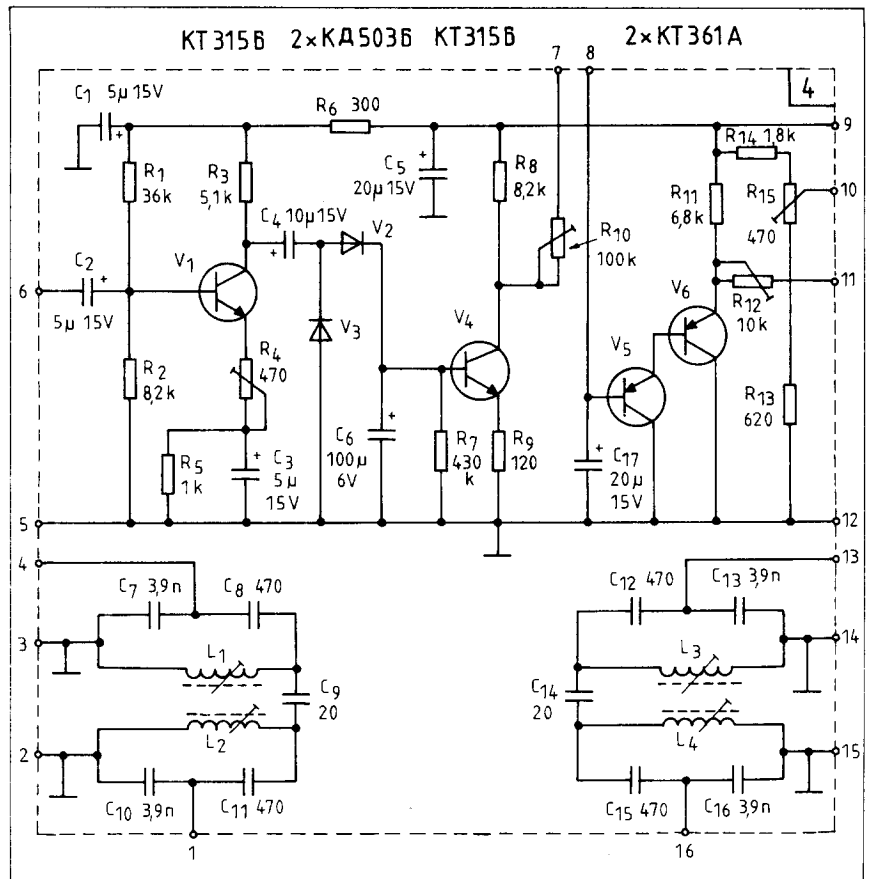 КТ315Б 2×КД503Б КТ315Б 2×КТ361А
7 8
4
C1 5µ 15V
R6 300
9
R14 1,8k
R1
36k
R3
5,1k
C5
20µ 15V
R8
8,2k
R11
6,8k
R15
470
10
C4 10µ 15V
V2
R10
100k
C2
5µ 15V
6
V1
V6
R12
10k
11
V3
V4
V5
R2
8,2k
R4
470
R13
620
R5
1k
C3
5µ
15V
C6
100µ
6V
R7
430
k
R9
120
C17
20µ
15V
5
12
4
13
C7 3,9n C8 470
C12 470 C13 3,9n
3
14
L1
L3
C9
20
C14
20
L2
L4
2
15
C10 3,9n C11 470
C15 470 C16 3,9n
1
16